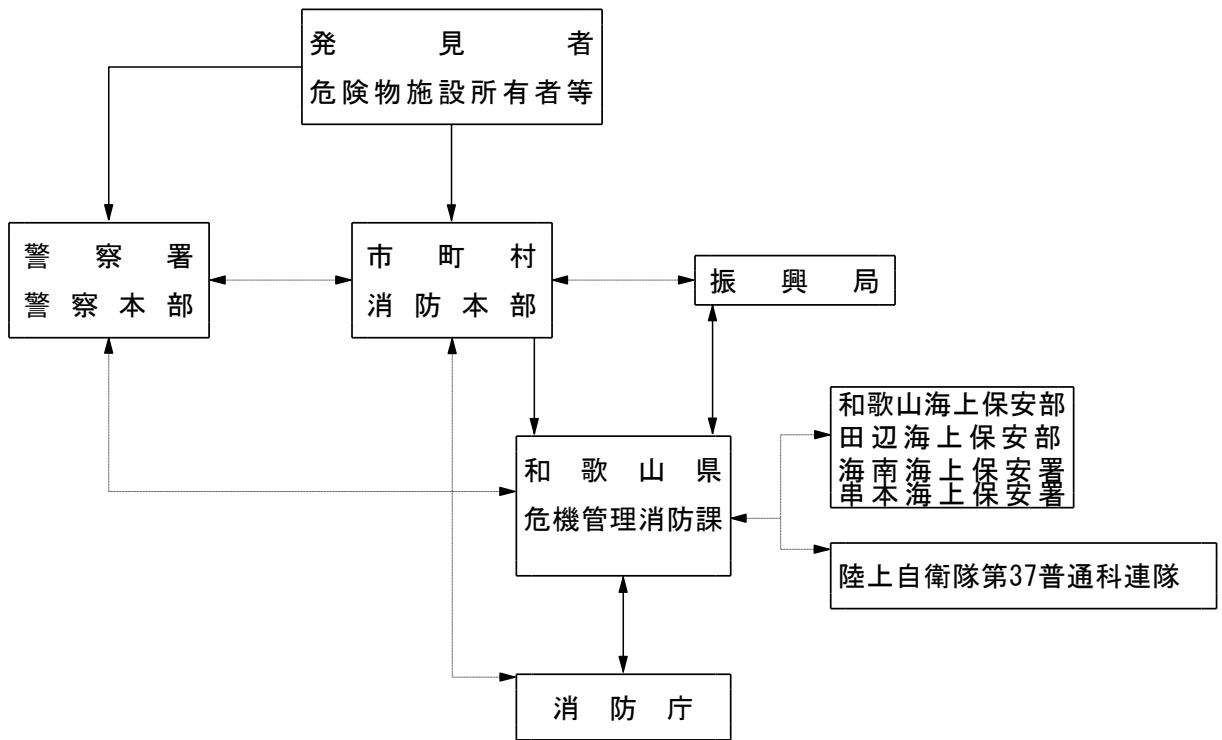 発見者
危険物施設所有者等
警察署
警察本部
市町村
消防本部
振興局
和歌山海上保安部
田辺海上保安部
海南海上保安署
串本海上保安署
和歌山県
危機管理消防課
陸上自衛隊第37普通科連隊
消防庁